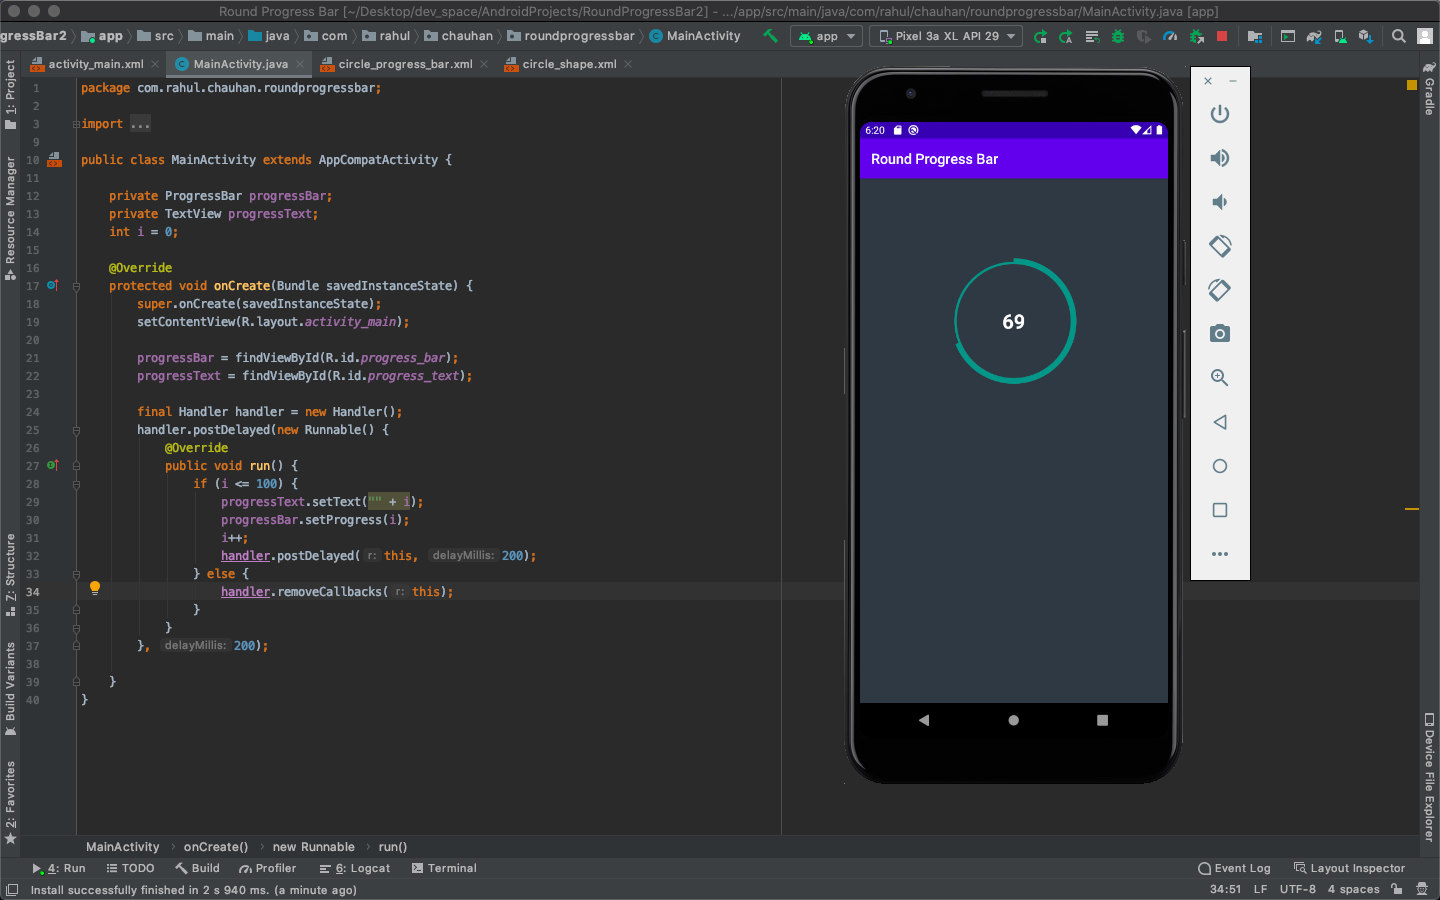 Round Progress Bar [~/Desktop/dev_space/AndroidProjects/RoundProgressBar2] - .../app/src/main/java/com/rahul/chauhan/roundprogressbar/MainActivity.java [app]
gressBar2 app src main java com rahul chauhan roundprogressbar MainActivity app Pixel 3a XL API 29
activity_main.xml MainActivity.java circle_progress_bar.xml circle_shape.xml
1: Project
Resource Manager
Z: Structure
Build Variants
2: Favorites
1 package com.rahul.chauhan.roundprogressbar;
2
3 import ...
9
10 public class MainActivity extends AppCompatActivity {
11
12 private ProgressBar progressBar;
13 private TextView progressText;
14 int i = 0;
15
16 @Override
17 protected void onCreate(Bundle savedInstanceState) {
18 super.onCreate(savedInstanceState);
19 setContentView(R.layout.activity_main);
20
21 progressBar = findViewById(R.id.progress_bar);
22 progressText = findViewById(R.id.progress_text);
23
24 final Handler handler = new Handler();
25 handler.postDelayed(new Runnable() {
26 @Override
27 public void run() {
28 if (i <= 100) {
29 progressText.setText("" + i);
30 progressBar.setProgress(i);
31 i++;
32 handler.postDelayed( r: this, delayMillis: 200);
33 } else {
34 handler.removeCallbacks( r: this);
35 }
36 }
37 }, delayMillis: 200);
38
39 }
40 }
6:20
Round Progress Bar
69
Gradle
Device File Explorer
MainActivity › onCreate() › new Runnable › run()
4: Run TODO Build Profiler 6: Logcat Terminal Event Log Layout Inspector
Install successfully finished in 2 s 940 ms. (a minute ago) 34:51 LF UTF-8 4 spaces